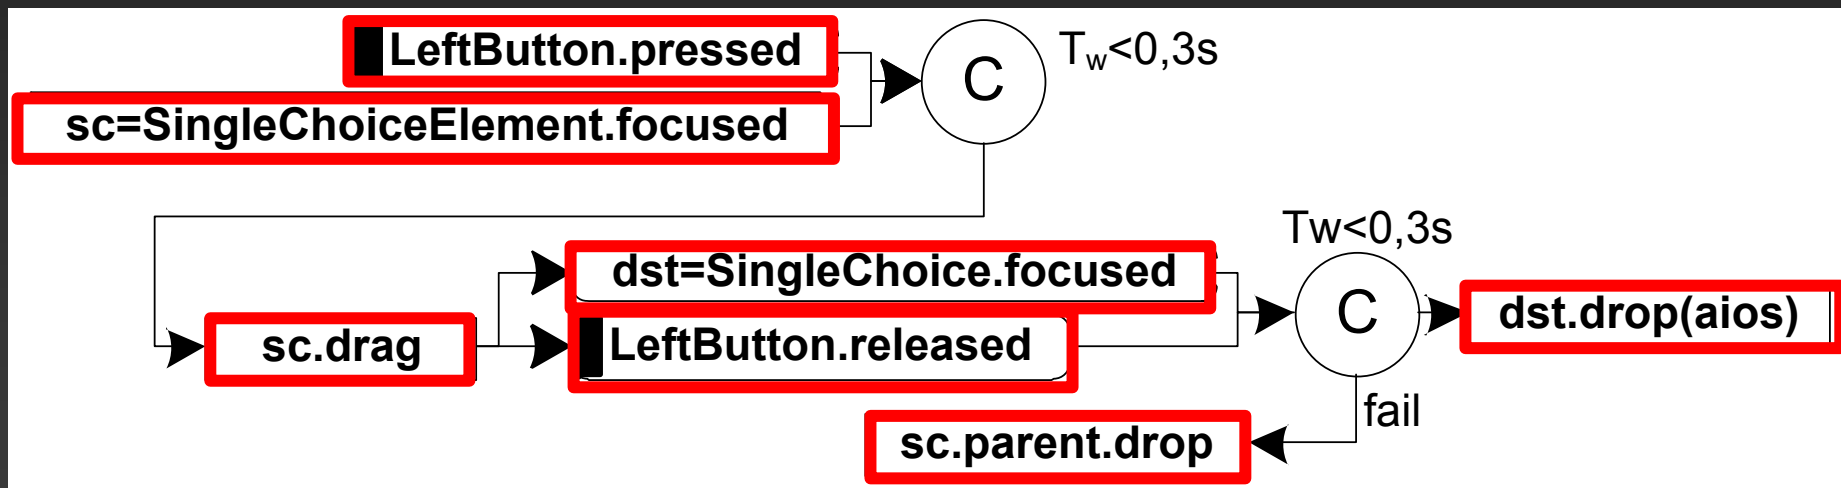 LeftButton.pressed
C
Tw<0,3s
sc=SingleChoiceElement.focused
Tw<0,3s
dst=SingleChoice.focused
C
dst.drop(aios)
sc.drag
LeftButton.released
fail
sc.parent.drop